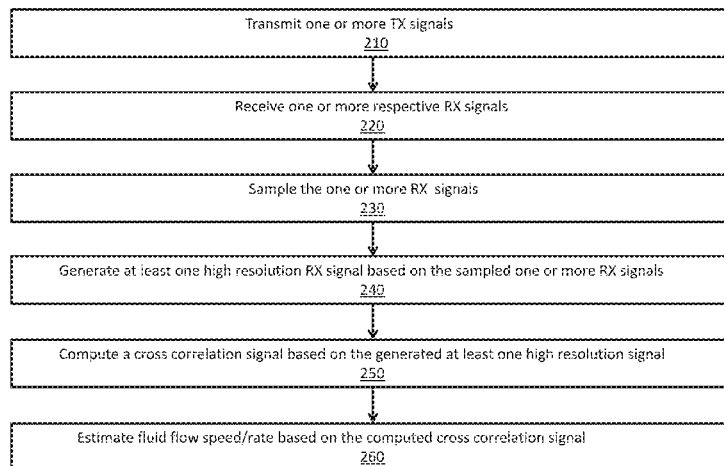 Transmit one or more TX signals
210
Receive one or more respective RX signals
220
Sample the one or more RX signals
230
Generate at least one high resolution RX signal based on the sampled one or more RX signals
240
Compute a cross correlation signal based on the generated at least one high resolution signal
250
Estimate fluid flow speed/rate based on the computed cross correlation signal
260